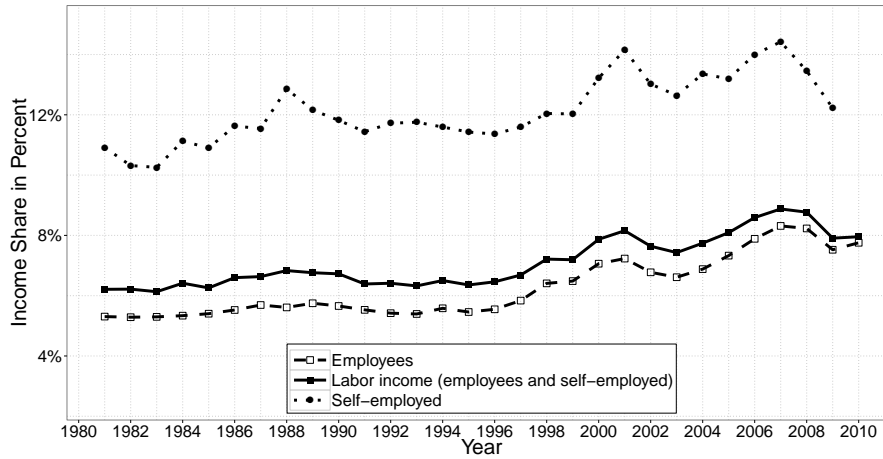 Income Share in Percent
12%
8%
4%
Employees
Labor income (employees and self−employed)
Self−employed
1980 1982 1984 1986 1988 1990 1992 1994 1996 1998 2000 2002 2004 2006 2008 2010
Year